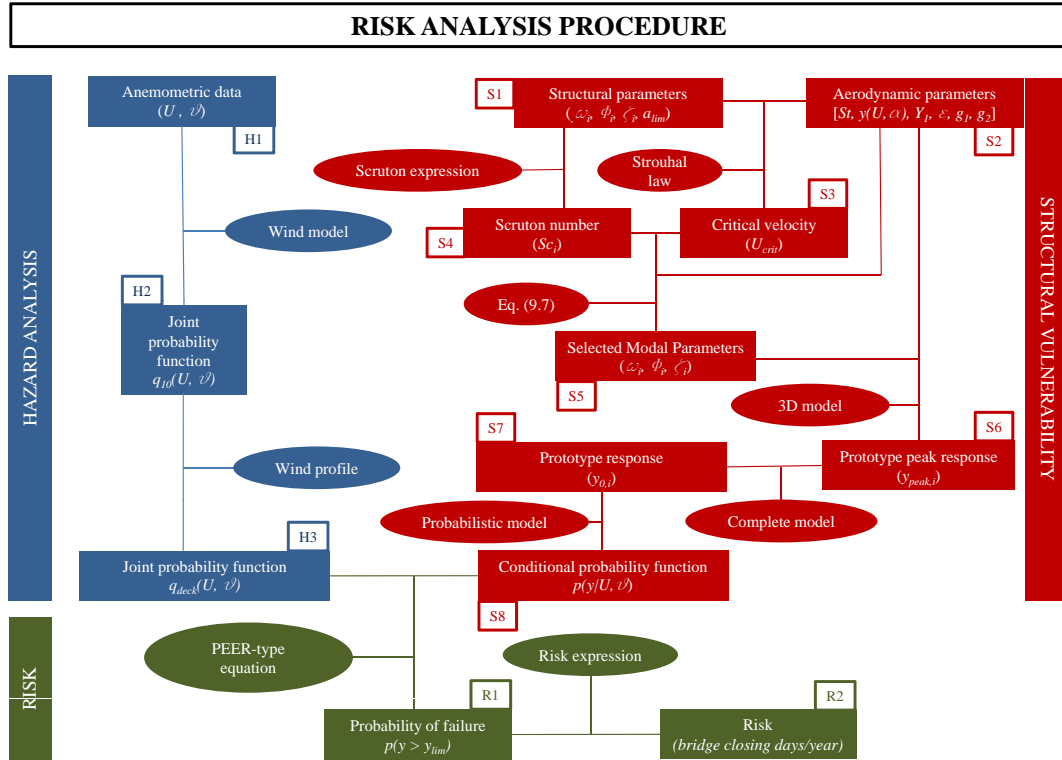 RISK ANALYSIS PROCEDURE
HAZARD ANALYSIS
Anemometric data
(U, ϑ)
H1
Wind model
H2
Joint
probability
function
q10(U, ϑ)
Wind profile
H3
Joint probability function
qdeck(U, ϑ)
STRUCTURAL VULNERABILITY
S1
Structural parameters
(ωi, ϕi, ζi, alim)
Aerodynamic parameters
[St, y(U,α), Y1, ε, g1, g2]
S2
Scruton expression
Strouhal
law
S3
S4
Scruton number
(Sci)
Critical velocity
(Ucrit)
Eq. (9.7)
Selected Modal Parameters
(ωi, ϕi, ζi)
S5
3D model
S7
S6
Prototype response
(y0,i)
Prototype peak response
(ypeak,i)
Probabilistic model
Complete model
Conditional probability function
p(y/U, ϑ)
S8
RISK
PEER-type
equation
Risk expression
R1
Probability of failure
p(y > ylim)
R2
Risk
(bridge closing days/year)